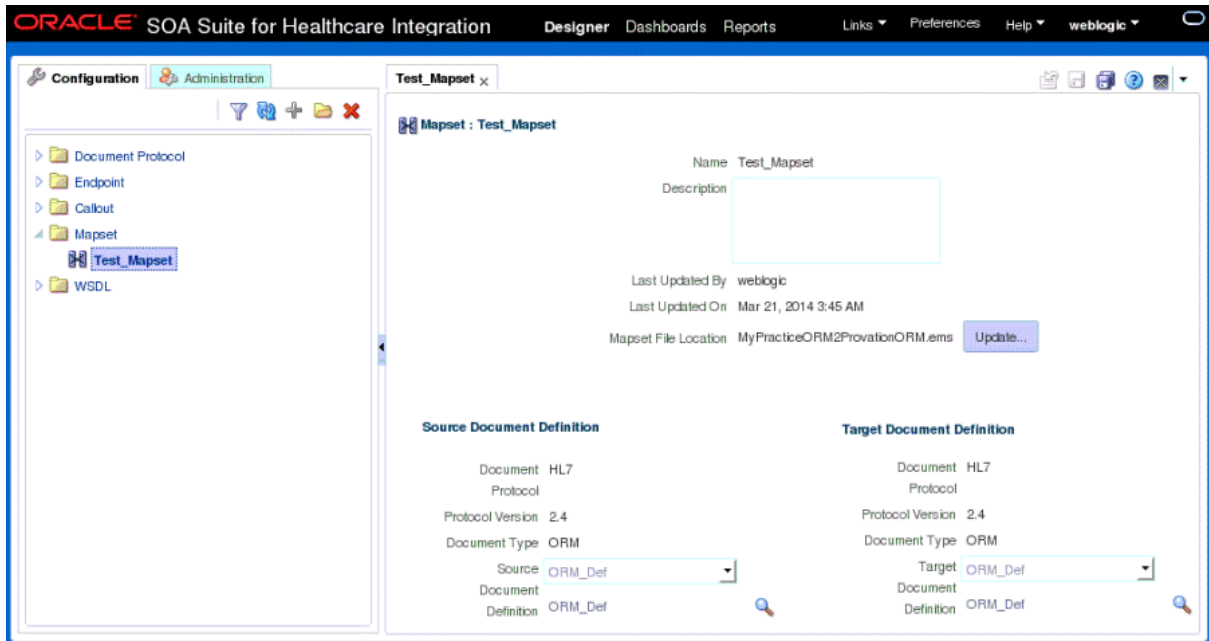 ORACLE® SOA Suite for Healthcare Integration Designer Dashboards Reports Links Preferences Help weblogic
Configuration Administration
Document Protocol
Endpoint
Callout
Mapset
Test_Mapset
WSDL
Test_Mapset x
Mapset : Test_Mapset
Name Test_Mapset
Description
Last Updated By weblogic
Last Updated On Mar 21, 2014 3:45 AM
Mapset File Location MyPracticeORM2ProvationORM.ems Update...
Source Document Definition
Document Protocol HL7
Protocol Version 2.4
Document Type ORM
Source Document Definition ORM_Def
ORM_Def
Target Document Definition
Document Protocol HL7
Protocol Version 2.4
Document Type ORM
Target Document Definition ORM_Def
ORM_Def